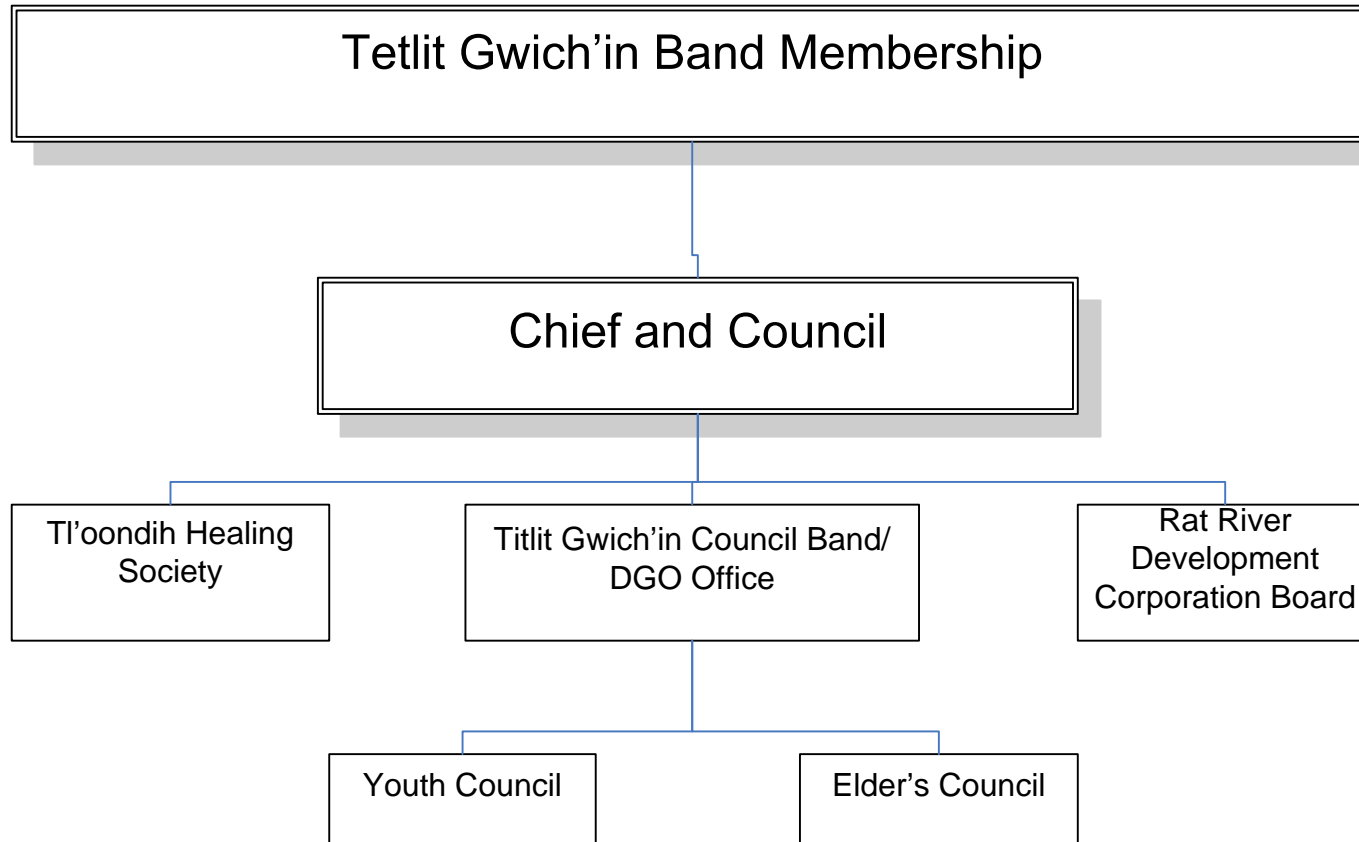 Tetlit Gwich’in Band Membership
Chief and Council
Tl’oondih Healing
Society
Titlit Gwich’in Council Band/
DGO Office
Rat River
Development
Corporation Board
Youth Council
Elder’s Council